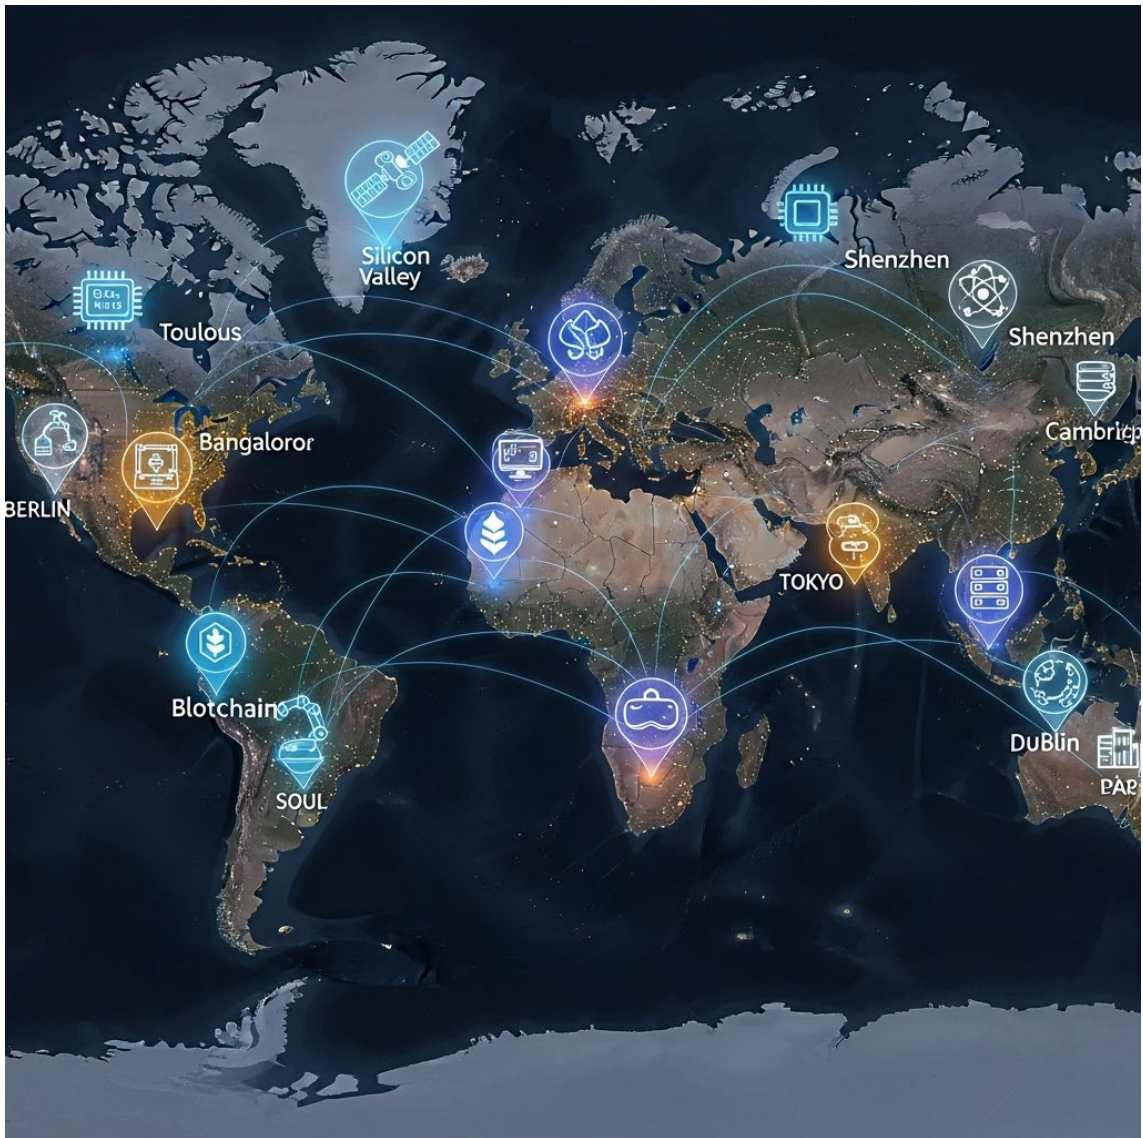 Silicon
Valley
Shenzhen
Toulous
Shenzhen
Bangaloror
BERLIN
TOKYO
Blotchain
SOUL
DuBlin